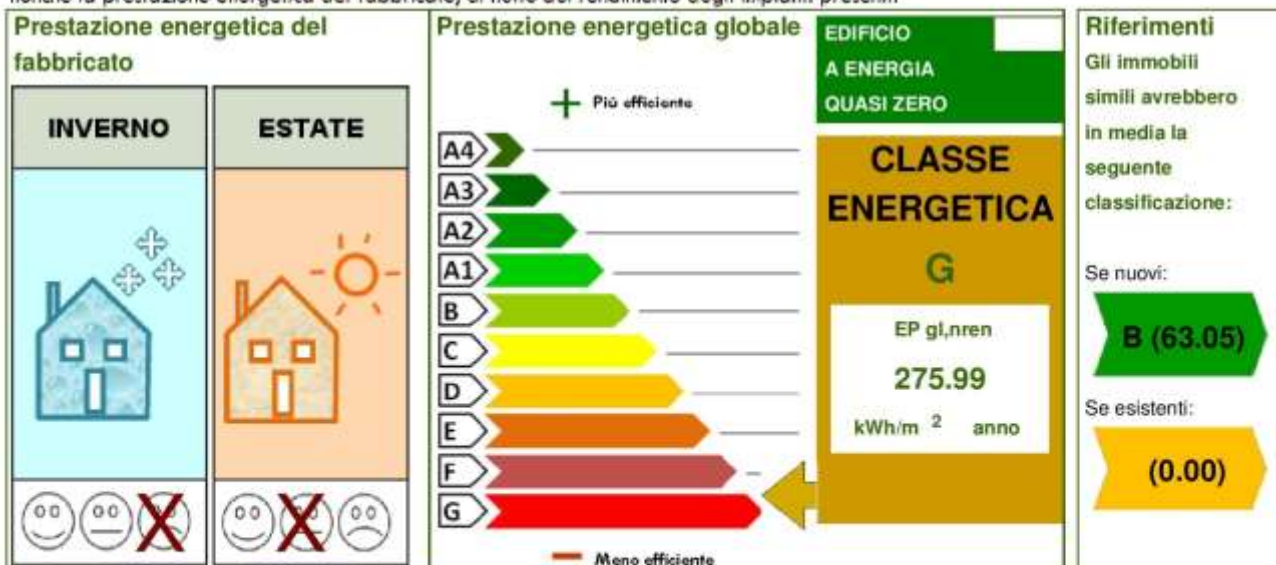 Prestazione energetica del
fabbricato
INVERNO
ESTATE
Prestazione energetica globale
Più efficiente
A4
A3
A2
A1
B
C
D
E
F
G
Meno efficiente
EDIFICIO
A ENERGIA
QUASI ZERO
CLASSE
ENERGETICA
G
EP gl,nren
275.99
kWh/m 2 anno
Riferimenti
Gli immobili
simili avrebbero
in media la
seguente
classificazione:
Se nuovi:
B (63.05)
Se esistenti:
(0.00)